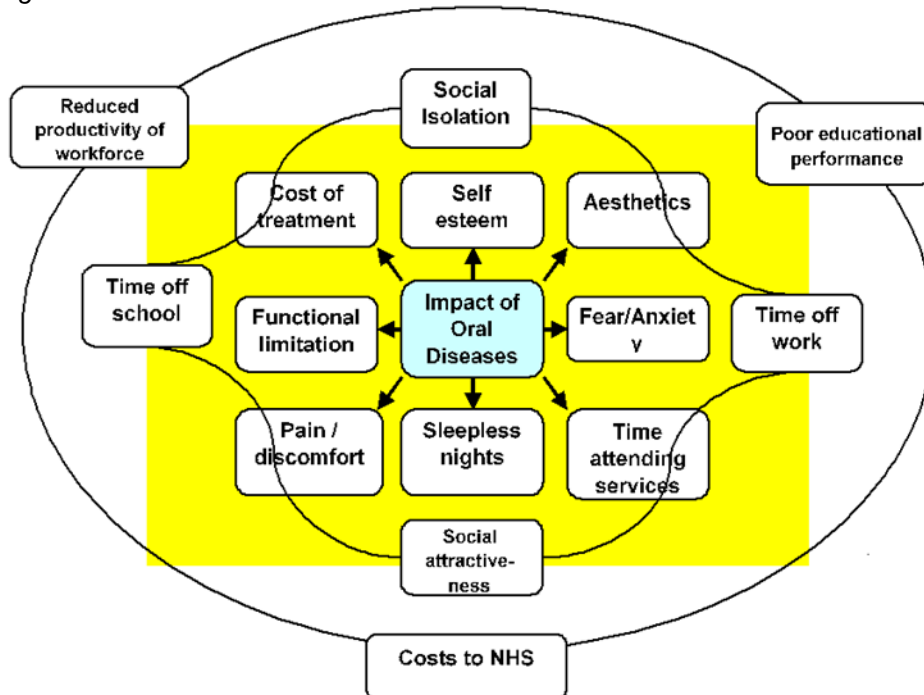 Reduced
productivity of
workforce
Social
Isolation
Poor educational
performance
Cost of
treatment
Self
esteem
Aesthetics
Time off
school
Functional
limitation
Impact of
Oral
Diseases
Fear/Anxiet
y
Time off
work
Pain /
discomfort
Sleepless
nights
Time
attending
services
Social
attractive-
ness
Costs to NHS